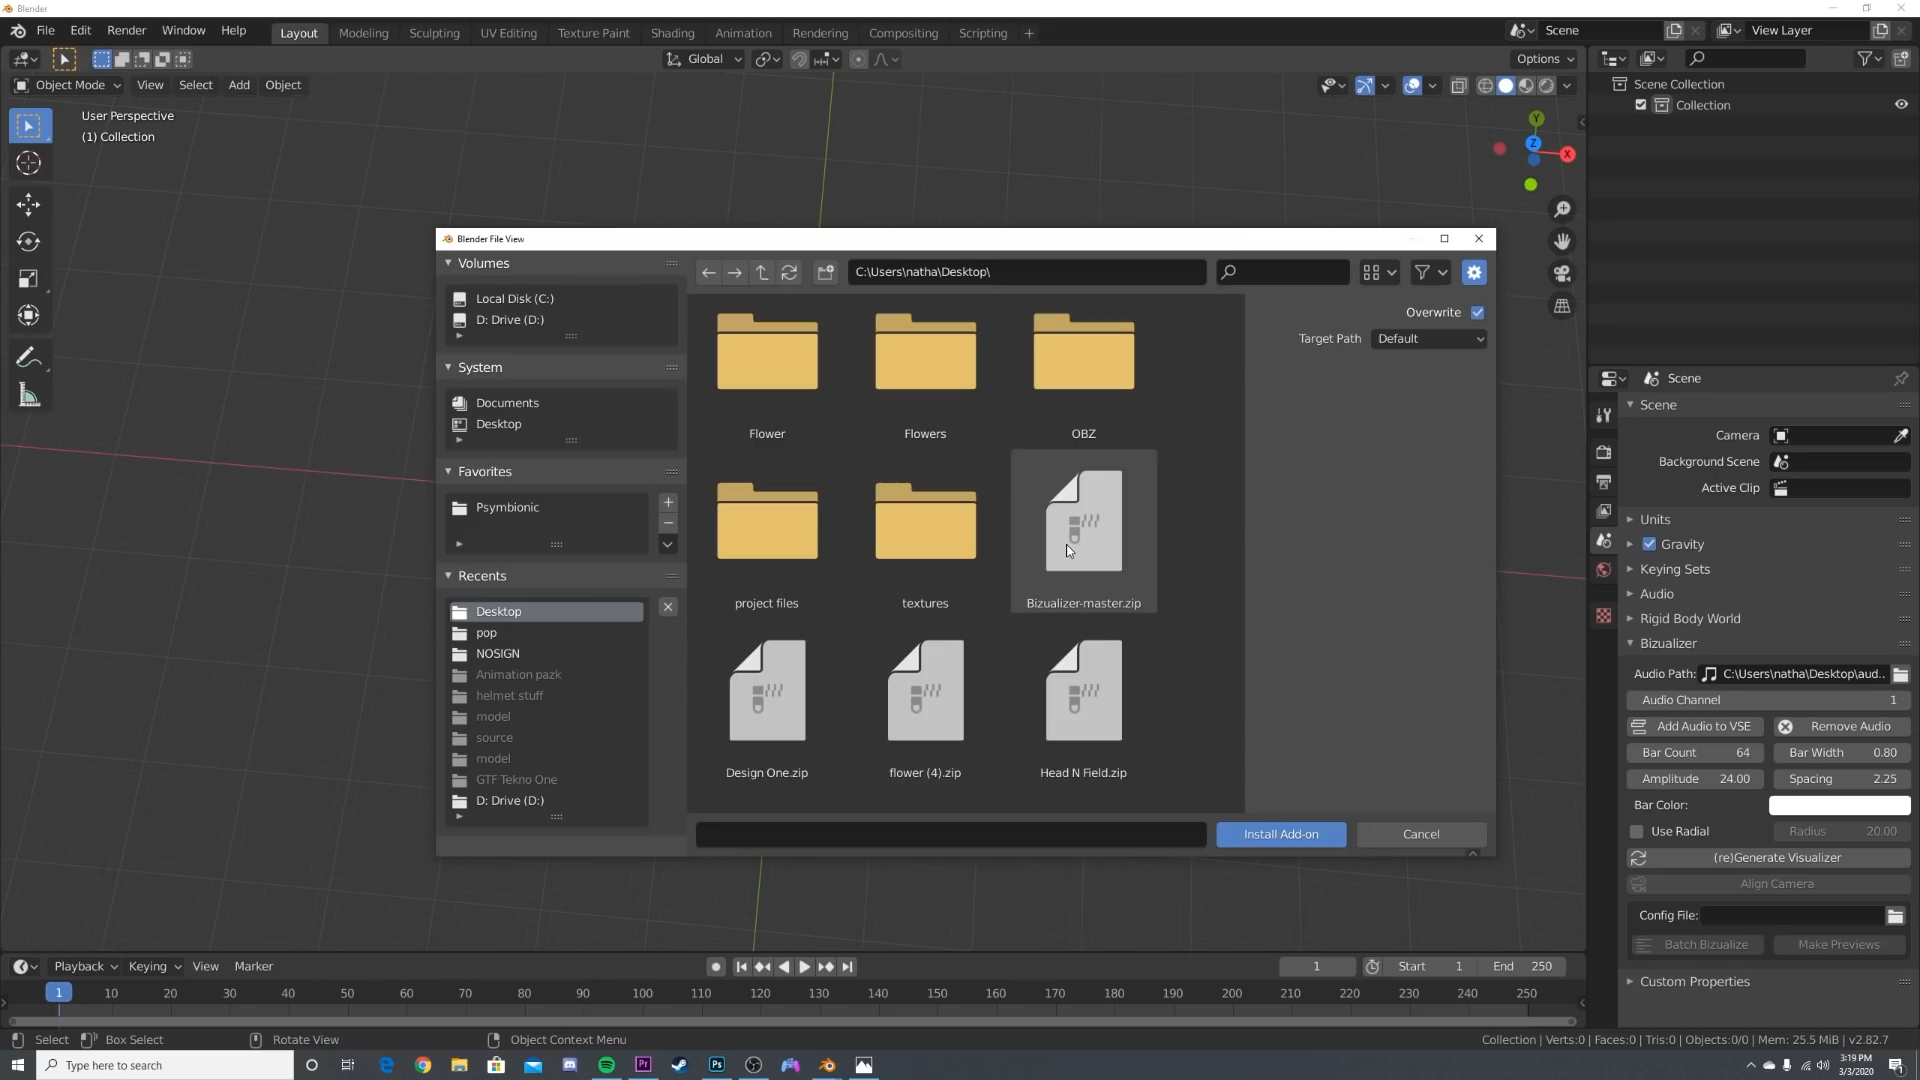 Blender
File Edit Render Window Help
Layout Modeling Sculpting UV Editing Texture Paint Shading Animation Rendering Compositing Scripting +
Scene
View Layer
Global
Options
Object Mode View Select Add Object
User Perspective
(1) Collection
Y
Z
X
Scene Collection
Collection
Blender File View
Volumes
Local Disk (C:)
D: Drive (D:)
System
Documents
Desktop
Favorites
Psymbionic
Recents
Desktop
pop
NOSIGN
Animation pazk
helmet stuff
model
source
model
GTF Tekno One
D: Drive (D:)
C:\Users\natha\Desktop\
Flower
Flowers
OBZ
project files
textures
Bizualizer-master.zip
Design One.zip
flower (4).zip
Head N Field.zip
Overwrite
Target Path Default
Install Add-on
Cancel
Scene
Scene
Camera
Background Scene
Active Clip
Units
Gravity
Keying Sets
Audio
Rigid Body World
Bizualizer
Audio Path: C:\Users\natha\Desktop\aud..
Audio Channel 1
Add Audio to VSE Remove Audio
Bar Count 64 Bar Width 0.80
Amplitude 24.00 Spacing 2.25
Bar Color:
Use Radial Radius 20.00
(re)Generate Visualizer
Align Camera
Config File:
Batch Bizualize Make Previews
Custom Properties
Playback Keying View Marker
1 Start 1 End 250
1 10 20 30 40 50 60 70 80 90 100 110 120 130 140 150 160 170 180 190 200 210 220 230 240 250
Select Box Select Rotate View Object Context Menu
Collection | Verts:0 | Faces:0 | Tris:0 | Objects:0/0 | Mem: 25.5 MiB | v2.82.7
Type here to search
Pr
Ps
3:19 PM
3/3/2020
1